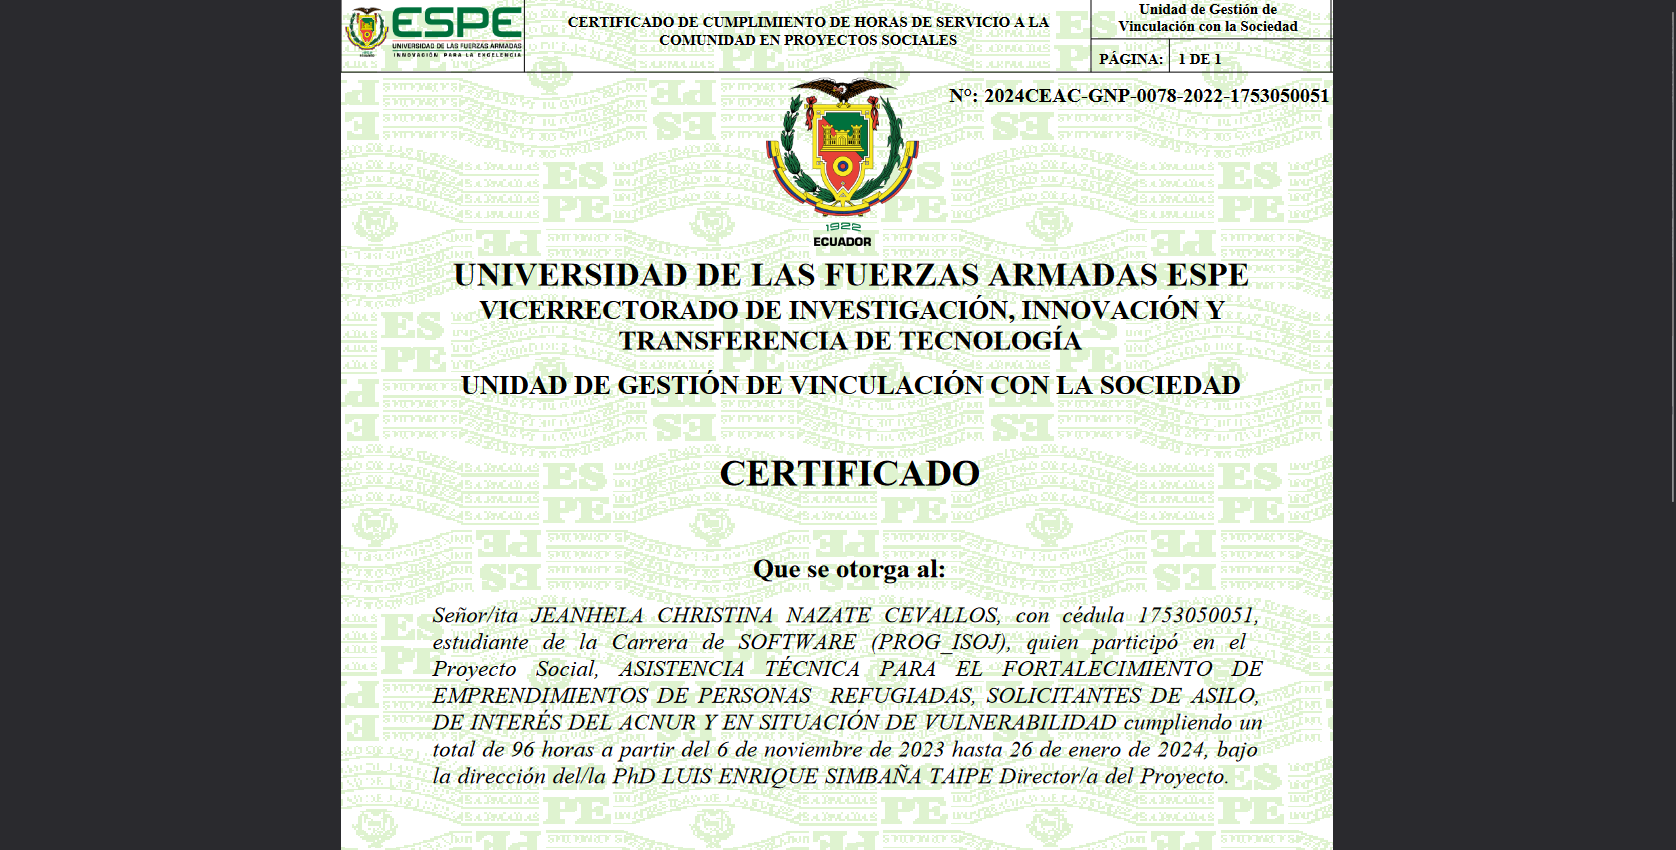 ESPE
UNIVERSIDAD DE LAS FUERZAS ARMADAS
INNOVACIÓN PARA LA EXCELENCIA
CERTIFICADO DE CUMPLIMIENTO DE HORAS DE SERVICIO A LA
COMUNIDAD EN PROYECTOS SOCIALES
Unidad de Gestión de
Vinculación con la Sociedad
PÁGINA: 1 DE 1
N°: 2024CEAC-GNP-0078-2022-1753050051
1922
ECUADOR
UNIVERSIDAD DE LAS FUERZAS ARMADAS ESPE
VICERRECTORADO DE INVESTIGACIÓN, INNOVACIÓN Y
TRANSFERENCIA DE TECNOLOGÍA
UNIDAD DE GESTIÓN DE VINCULACIÓN CON LA SOCIEDAD
CERTIFICADO
Que se otorga al:
Señor/ita JEANHELA CHRISTINA NAZATE CEVALLOS, con cédula 1753050051,
estudiante de la Carrera de SOFTWARE (PROG_ISOJ), quien participó en el
Proyecto Social, ASISTENCIA TÉCNICA PARA EL FORTALECIMIENTO DE
EMPRENDIMIENTOS DE PERSONAS REFUGIADAS, SOLICITANTES DE ASILO,
DE INTERÉS DEL ACNUR Y EN SITUACIÓN DE VULNERABILIDAD cumpliendo un
total de 96 horas a partir del 6 de noviembre de 2023 hasta 26 de enero de 2024, bajo
la dirección del/la PhD LUIS ENRIQUE SIMBAÑA TAIPE Director/a del Proyecto.